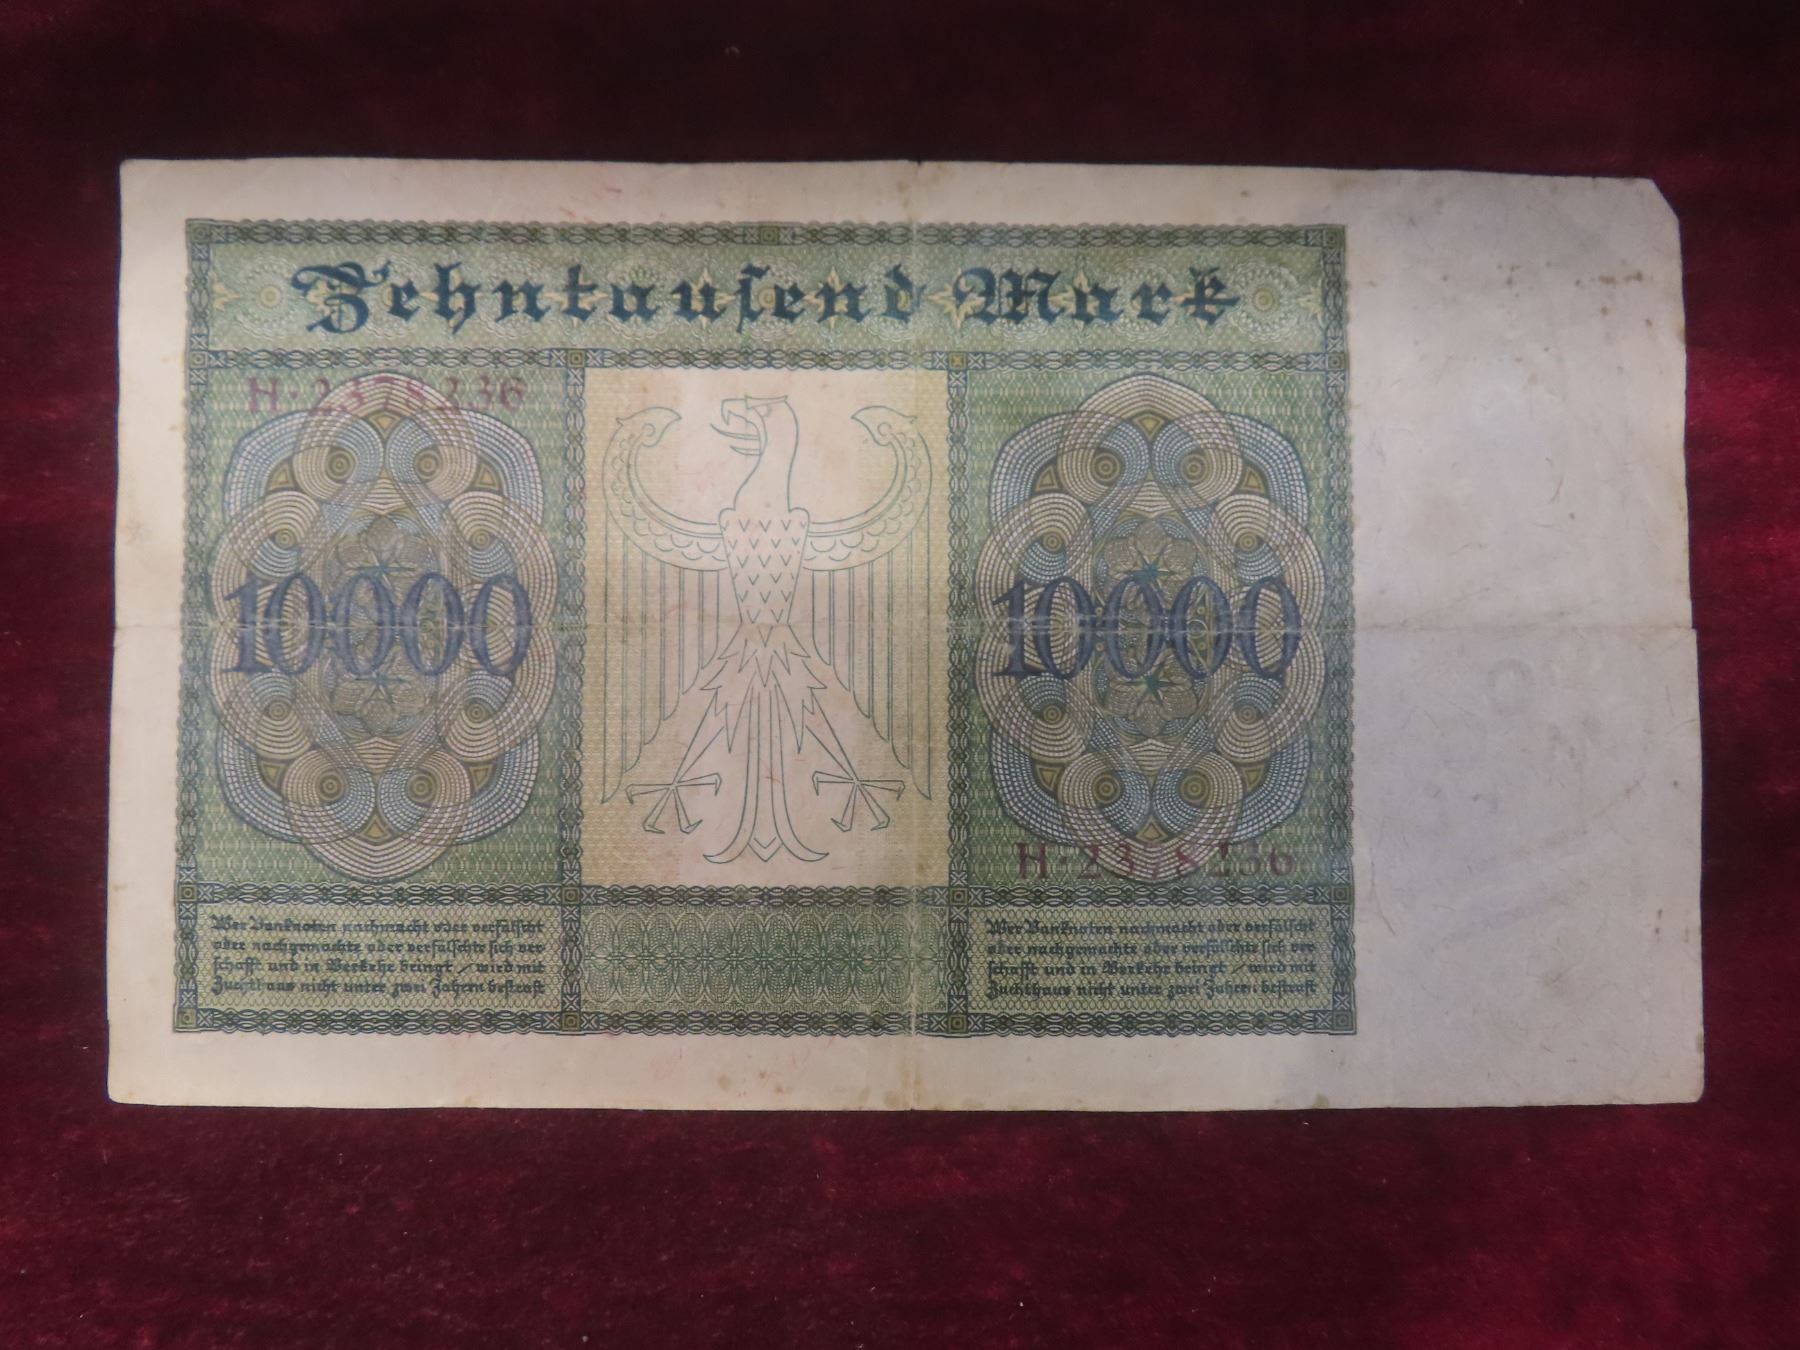 Zehntausend Mark
H·2378236
10000
10000
H·2378236
Wer Banknoten nachmacht oder verfälscht
oder nachgemachte oder verfälschte sich ver-
schafft und in Verkehr bringt / wird mit
Zuchthaus nicht unter zwei Jahren bestraft
Wer Banknoten nachmacht oder verfälscht
oder nachgemachte oder verfälschte sich ver-
schafft und in Verkehr bringt / wird mit
Zuchthaus nicht unter zwei Jahren bestraft